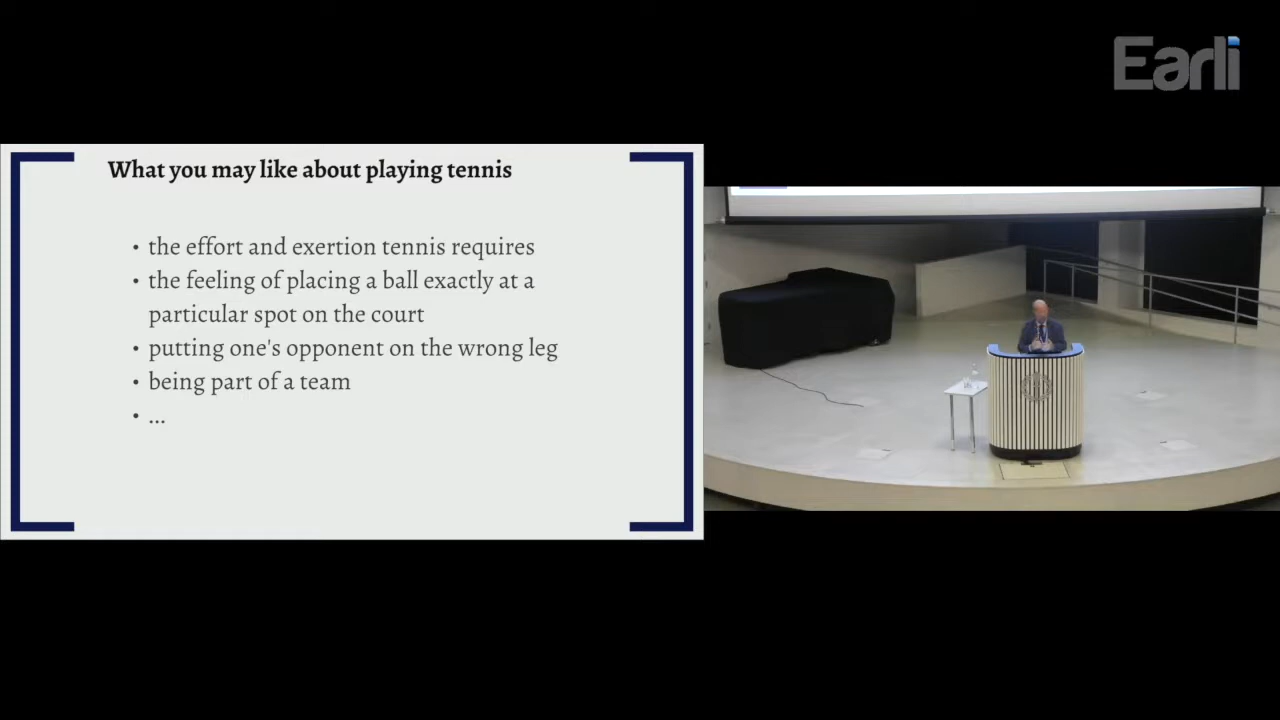 Earli
What you may like about playing tennis
• the effort and exertion tennis requires
• the feeling of placing a ball exactly at a
particular spot on the court
• putting one's opponent on the wrong leg
• being part of a team
• ...